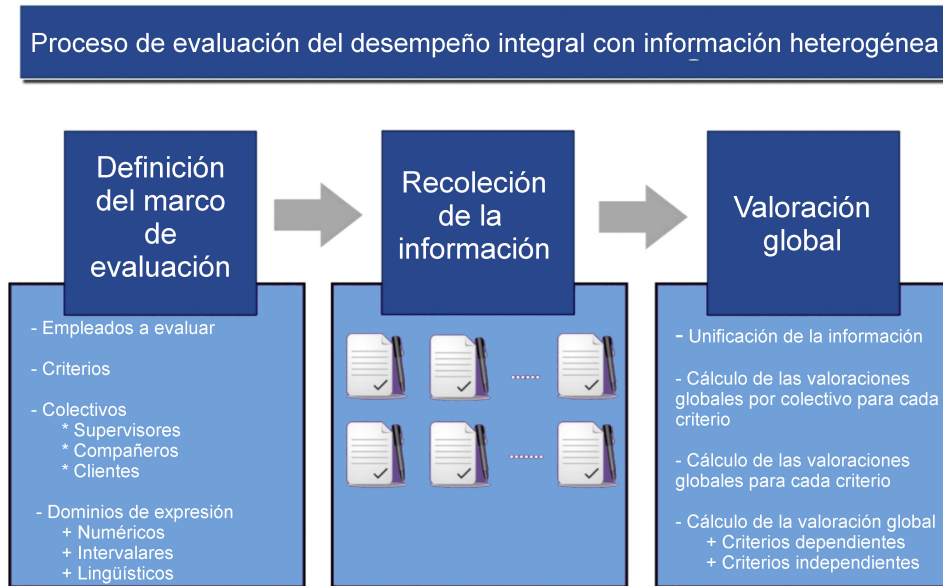 Proceso de evaluación del desempeño integral con información heterogénea
Definición
del marco
de
evaluación
Recoleción
de la
información
Valoración
global
- Empleados a evaluar
- Criterios
- Colectivos
* Supervisores
* Compañeros
* Clientes
- Dominios de expresión
+ Numéricos
+ Intervalares
+ Lingüísticos
- Unificación de la información
- Cálculo de las valoraciones
globales por colectivo para cada
criterio
- Cálculo de las valoraciones
globales para cada criterio
- Cálculo de la valoración global
+ Criterios dependientes
+ Criterios independientes